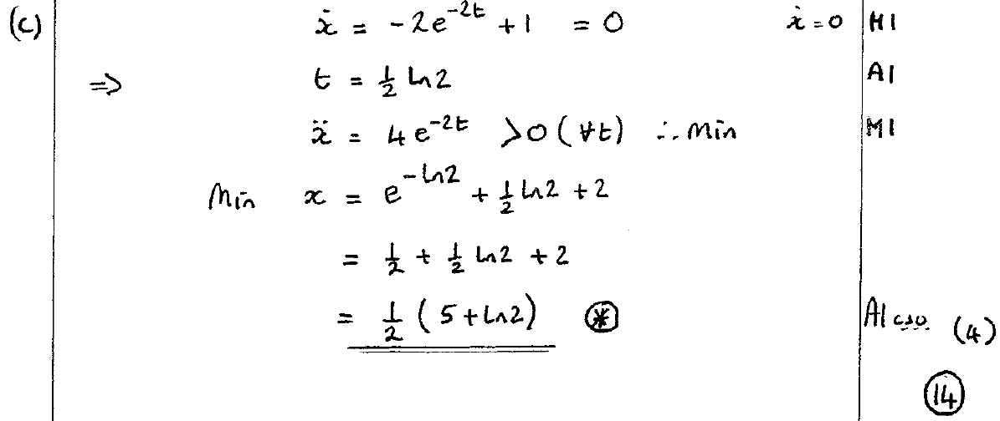 (c) ẋ = -2e^{-2t} + 1 = 0 ẋ = 0 M1
⇒ t = ½ ln2 A1
ẍ = 4e^{-2t} > 0 (∀t) ∴ Min M1
Min x = e^{-ln2} + ½ ln2 + 2
= ½ + ½ ln2 + 2
= ½ (5 + ln2) ⊛ A1 cso (4)
14